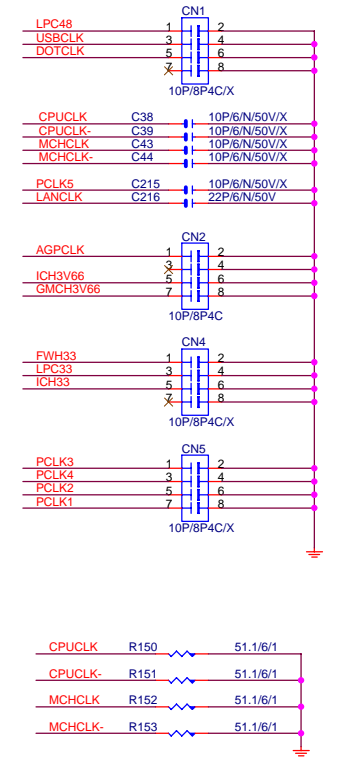 CN1
LPC48 1 2
USBCLK 3 4
DOTCLK 5 6
7 8
10P/8P4C/X
CPUCLK C38 10P/6/N/50V/X
CPUCLK- C39 10P/6/N/50V/X
MCHCLK C43 10P/6/N/50V/X
MCHCLK- C44 10P/6/N/50V/X
PCLK5 C215 10P/6/N/50V/X
LANCLK C216 22P/6/N/50V
CN2
AGPCLK 1 2
3 4
ICH3V66 5 6
GMCH3V66 7 8
10P/8P4C
CN4
FWH33 1 2
LPC33 3 4
ICH33 5 6
7 8
10P/8P4C/X
CN5
PCLK3 1 2
PCLK4 3 4
PCLK2 5 6
PCLK1 7 8
10P/8P4C/X
CPUCLK R150 51.1/6/1
CPUCLK- R151 51.1/6/1
MCHCLK R152 51.1/6/1
MCHCLK- R153 51.1/6/1